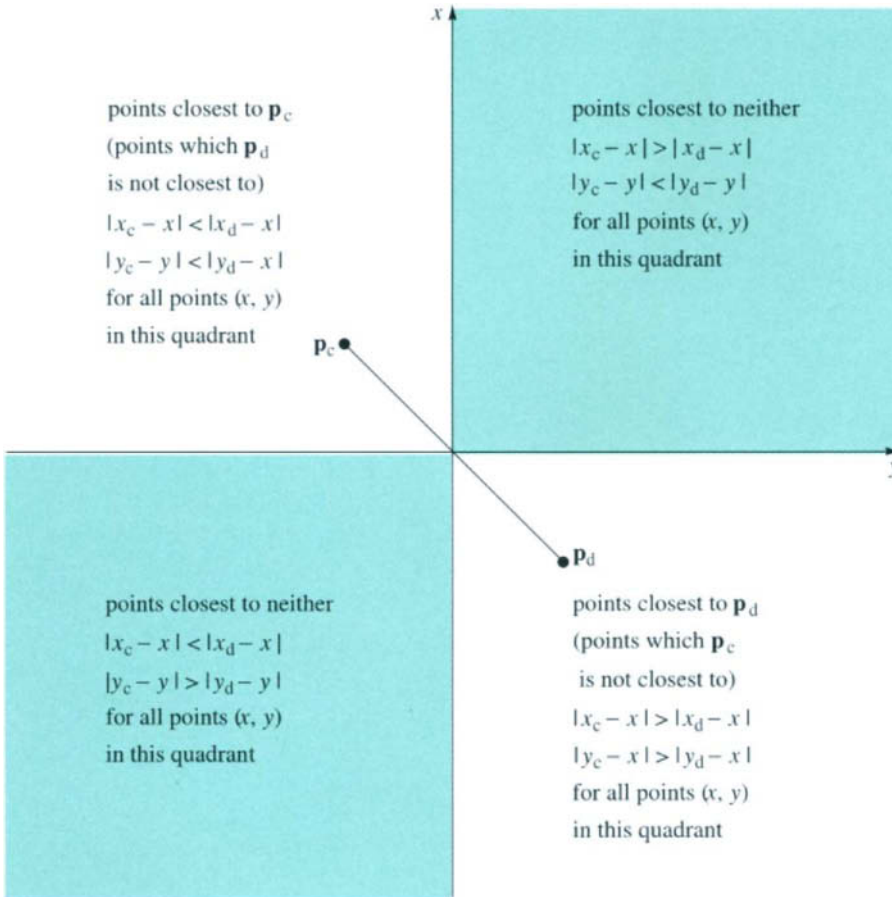 x
points closest to p_c
(points which p_d
is not closest to)
|x_c − x| < |x_d − x|
|y_c − y| < |y_d − x|
for all points (x, y)
in this quadrant
points closest to neither
|x_c − x| > |x_d − x|
|y_c − y| < |y_d − y|
for all points (x, y)
in this quadrant
p_c
p_d
points closest to neither
|x_c − x| < |x_d − x|
|y_c − y| > |y_d − y|
for all points (x, y)
in this quadrant
points closest to p_d
(points which p_c
is not closest to)
|x_c − x| > |x_d − x|
|y_c − x| > |y_d − x|
for all points (x, y)
in this quadrant